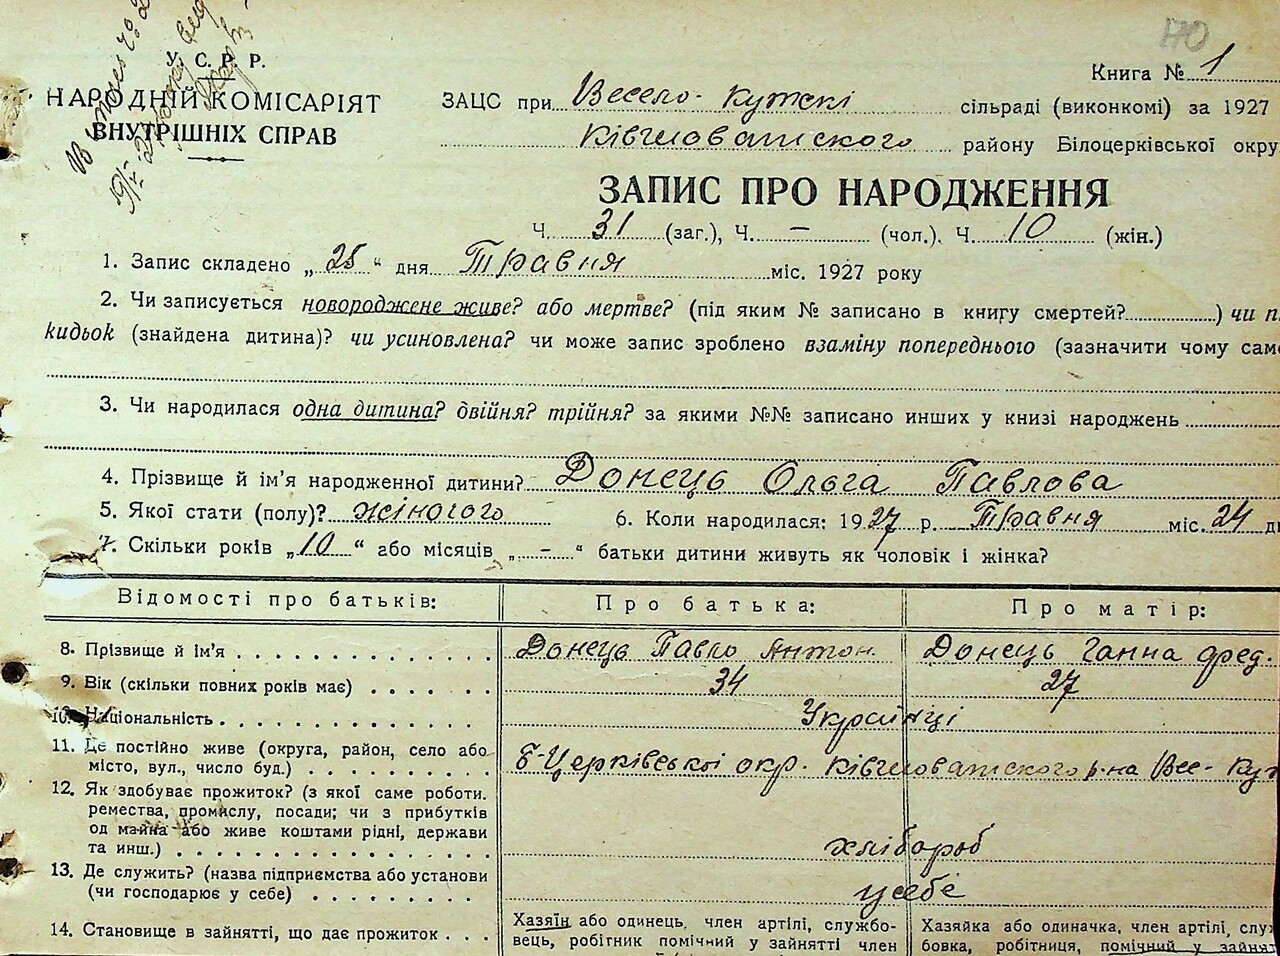 170
У. С. Р. Р.
НАРОДНІЙ КОМІСАРІЯТ
ВНУТРІШНІХ СПРАВ
Книга № 1
ЗАЦС при Весело-Кутскі сільраді (виконкомі) за 1927
району Білоцерківської окру
ЗАПИС ПРО НАРОДЖЕННЯ
Ч. 31 (заг.), Ч. — (чол.). Ч. 10 (жін.)
1. Запис складено „ 25 “ дня Травня міс. 1927 року
2. Чи записується новороджене живе? або мертве? (під яким № записано в книгу смертей?) чи п
кидьок (знайдена дитина)? чи усиновлена? чи може запис зроблено взаміну попереднього (зазначити чому сам
3. Чи народилася одна дитина? двійня? трійня? за якими №№ записано инших у книзі народжень
4. Прізвище й ім'я народженної дитини? Донець Ольга Павлова
5. Якої стати (полу)? жіночого 6. Коли народилася: 1927 р. Травня міс. 24 д
7. Скільки років „ 10 “ або місяців „ - “ батьки дитини живуть як чоловік і жінка?
Відомості про батьків: Про батька: Про матір:
8. Прізвище й ім'я Донець Павло Антон. Донець Ганна Фред.
9. Вік (скільки повних років має) 34 27
10. Національність Українці
11. Де постійно живе (округа, район, село або
місто, вул., число буд.) Б-Церківської окр. р-на Вес-Кут
12. Як здобуває прожиток? (з якої саме роботи.
ремества, промислу, посади; чи з прибутків
од майна або живе коштами рідні, держави
та инш.) хлібороб
13. Де служить? (назва підприємства або установи
(чи господарює у себе) у себе
14. Становище в зайнятті, що дає прожиток
Хазяїн або одинець, член артілі, службо-
вець, робітник помічний у зайнятті член
Хазяйка або одиначка, член артілі, слу
бовка, робітниця, помічний у зайнят